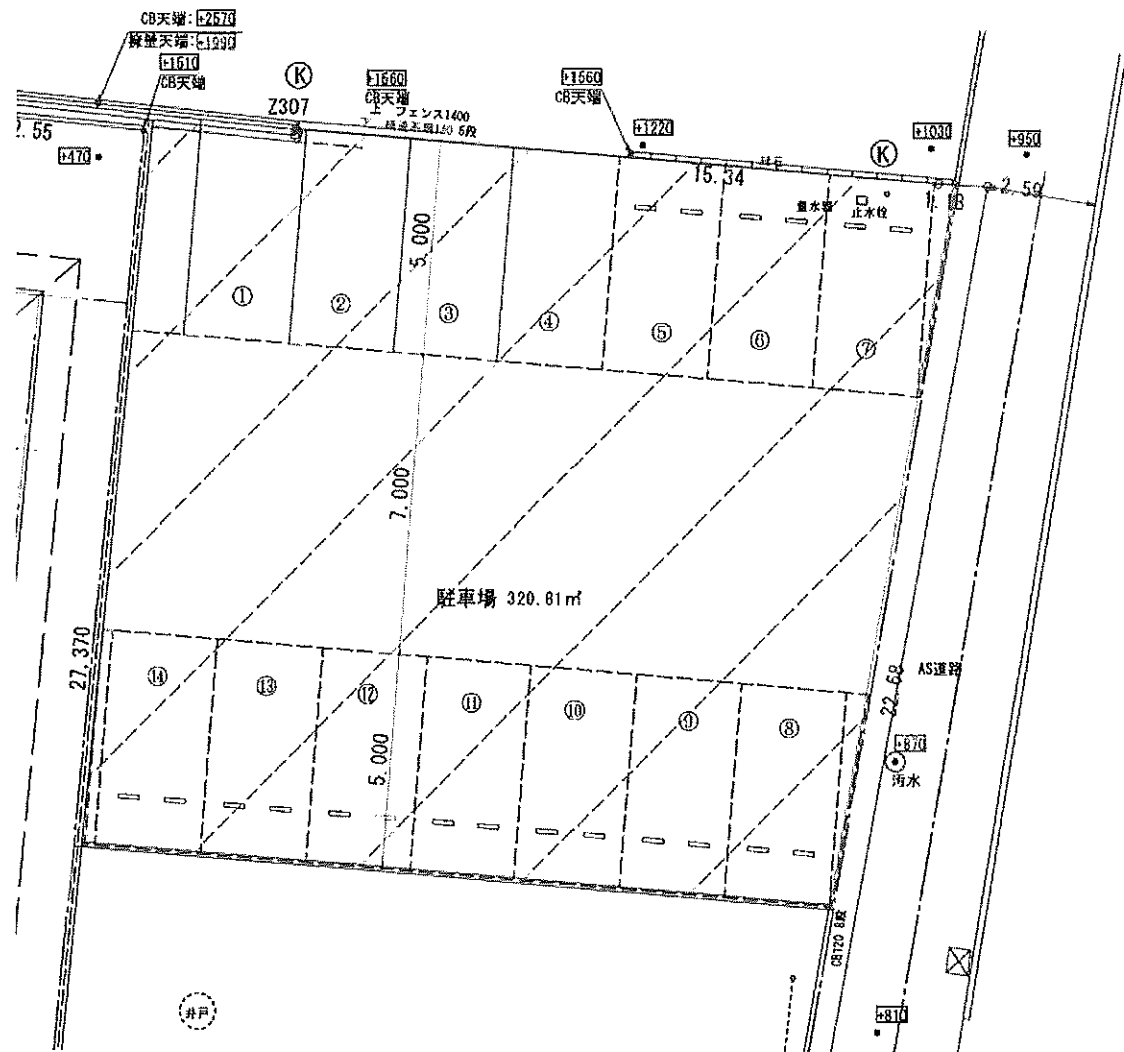 CB天端:+2570
擁壁天端:+1990
+1510
CB天端
Ⓚ
Z307
+1560
CB天端
上 フェンス1400
+1560
CB天端
+1220
+1030
+950
Ⓚ
2.55
+470
15.34
量水器
止水栓
2.59
5.000
①
②
③
④
⑤
⑥
⑦
7.000
駐車場 320.61㎡
27.370
AS道路
22.68
⑭
⑬
⑫
⑪
⑩
⑨
⑧
+870
汚水
5.000
CB120 8段
井戸
+810